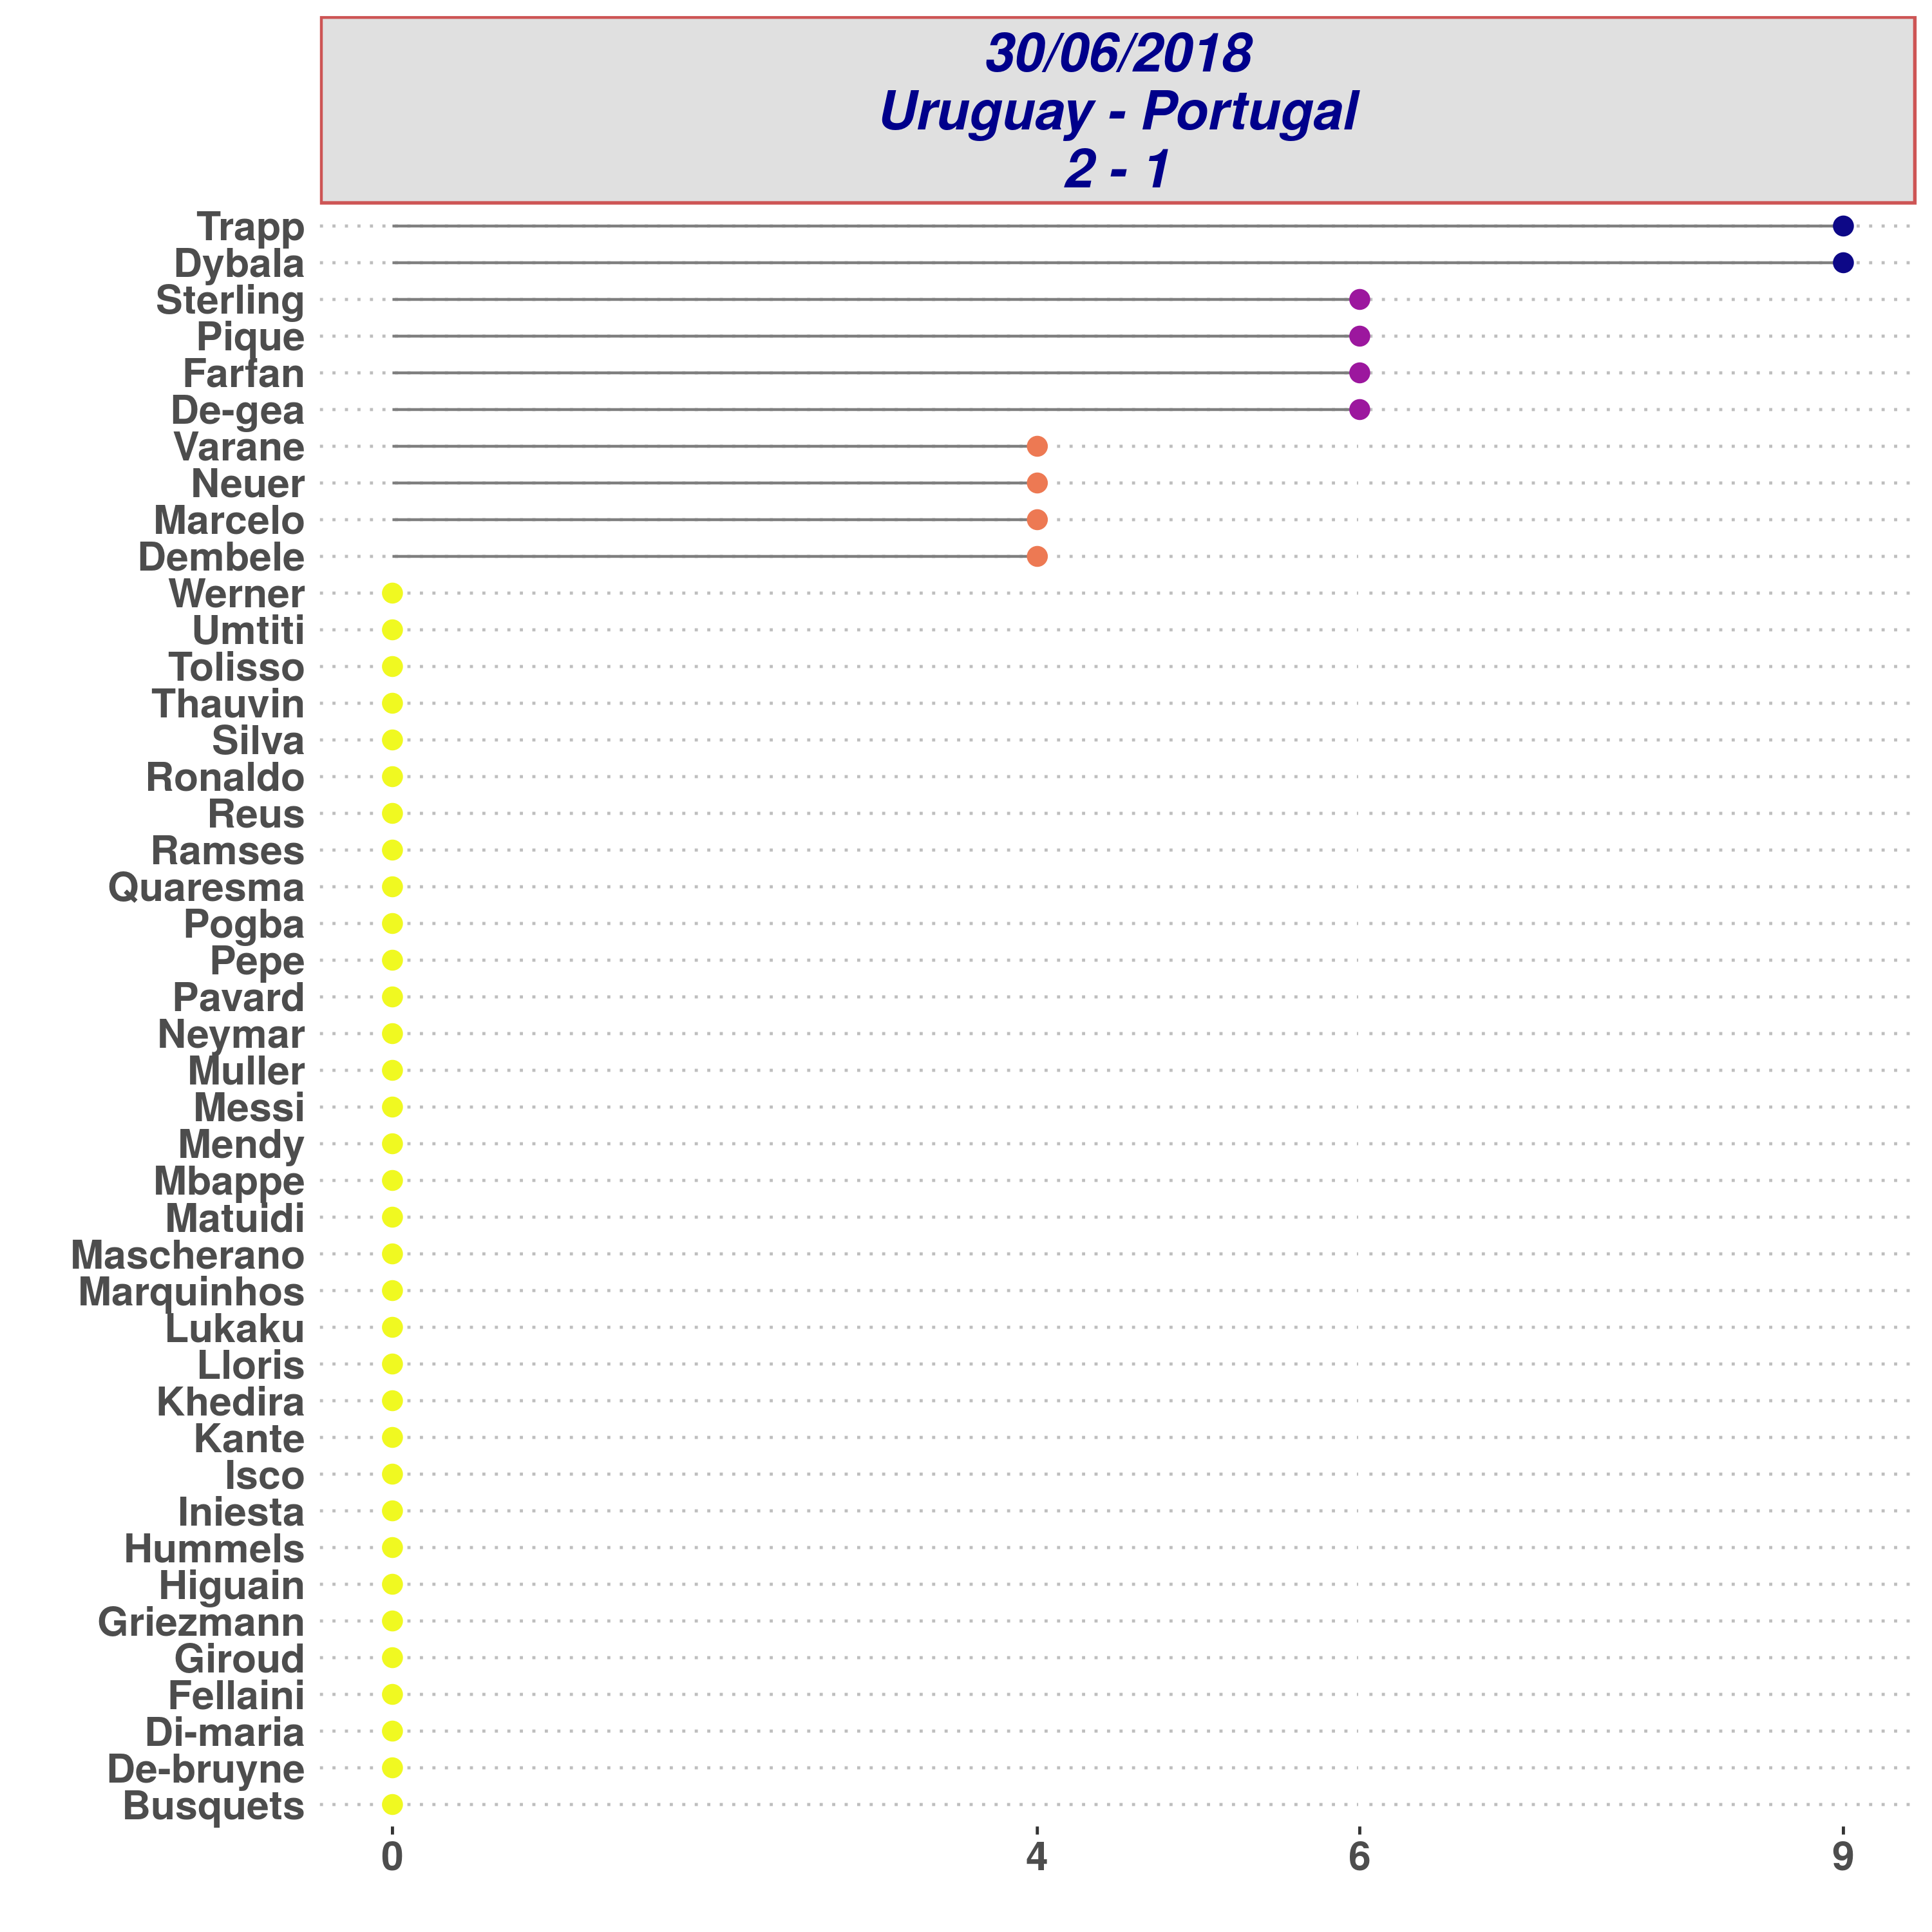 30/06/2018
Uruguay - Portugal
2 - 1
Trapp
Dybala
Sterling
Pique
Farfan
De-gea
Varane
Neuer
Marcelo
Dembele
Werner
Umtiti
Tolisso
Thauvin
Silva
Ronaldo
Reus
Ramses
Quaresma
Pogba
Pepe
Pavard
Neymar
Muller
Messi
Mendy
Mbappe
Matuidi
Mascherano
Marquinhos
Lukaku
Lloris
Khedira
Kante
Isco
Iniesta
Hummels
Higuain
Griezmann
Giroud
Fellaini
Di-maria
De-bruyne
Busquets
0 4 6 9